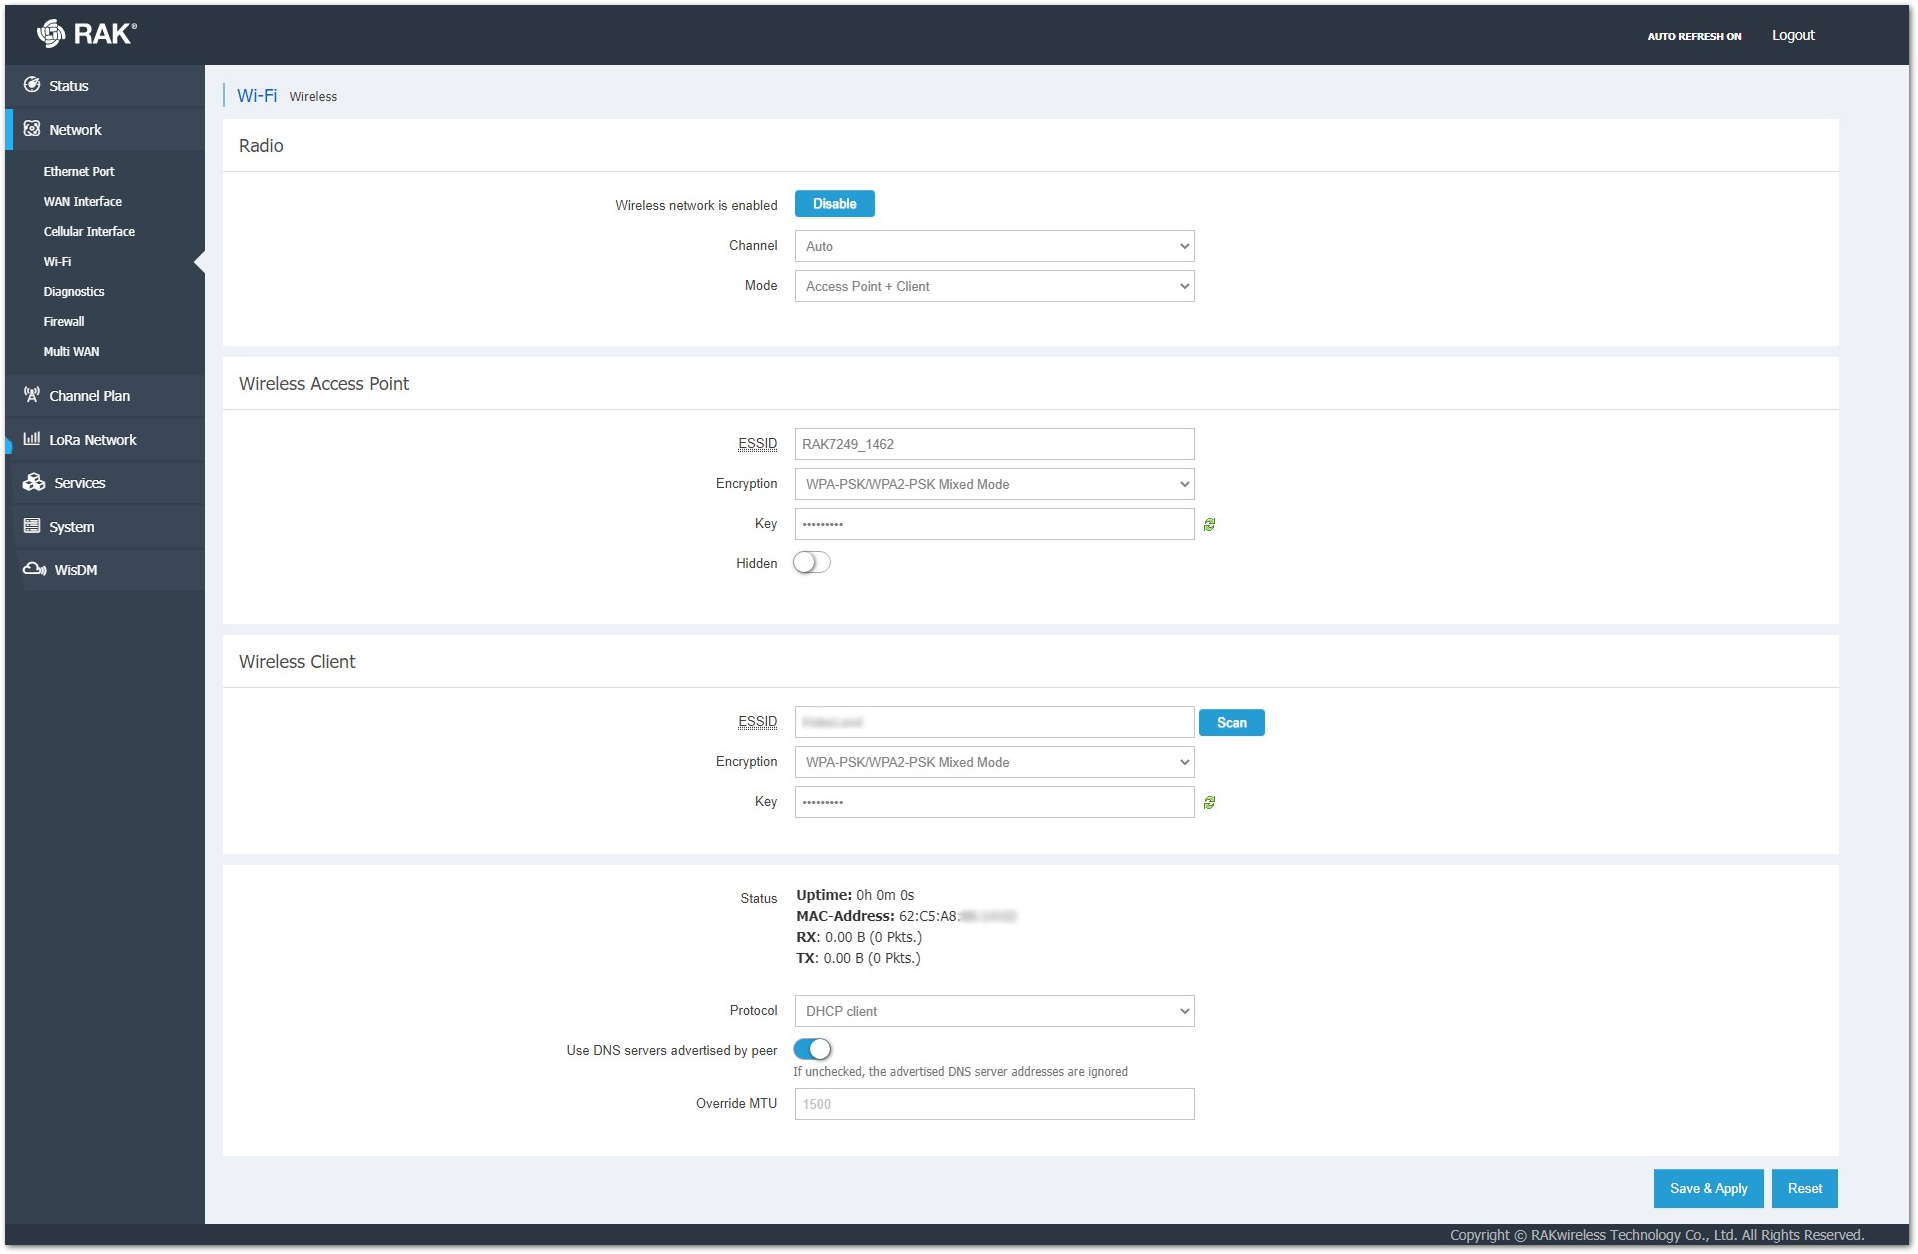 RAK®
AUTO REFRESH ON
Logout
Status
Network
Ethernet Port
WAN Interface
Cellular Interface
Wi-Fi
Diagnostics
Firewall
Multi WAN
Channel Plan
LoRa Network
Services
System
WisDM
Wi-Fi Wireless
Radio
Wireless network is enabled Disable
Channel Auto
Mode Access Point + Client
Wireless Access Point
ESSID RAK7249_1462
Encryption WPA-PSK/WPA2-PSK Mixed Mode
Key •••••••••
Hidden
Wireless Client
ESSID Scan
Encryption WPA-PSK/WPA2-PSK Mixed Mode
Key •••••••••
Status Uptime: 0h 0m 0s
MAC-Address: 62:C5:A8:
RX: 0.00 B (0 Pkts.)
TX: 0.00 B (0 Pkts.)
Protocol DHCP client
Use DNS servers advertised by peer
If unchecked, the advertised DNS server addresses are ignored
Override MTU 1500
Save & Apply Reset
Copyright © RAKwireless Technology Co., Ltd. All Rights Reserved.